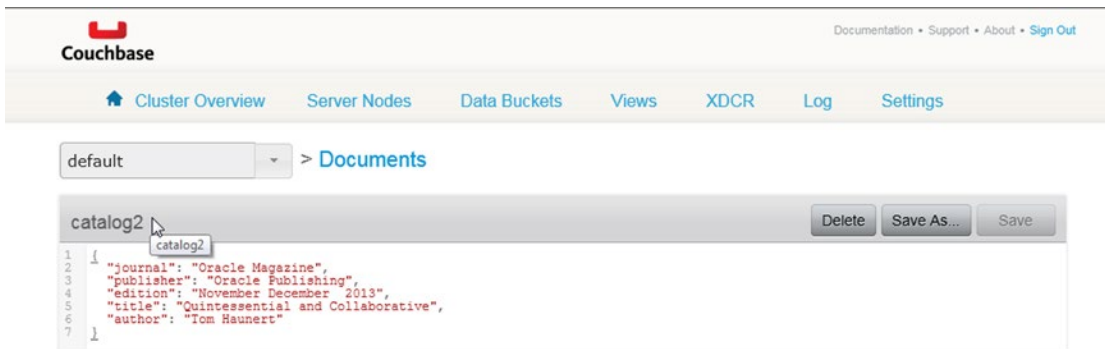 Couchbase
Documentation • Support • About • Sign Out
Cluster Overview Server Nodes Data Buckets Views XDCR Log Settings
default > Documents
catalog2 Delete Save As... Save
catalog2
1 {
2 "journal": "Oracle Magazine",
3 "publisher": "Oracle Publishing",
4 "edition": "November December  2013",
5 "title": "Quintessential and Collaborative",
6 "author": "Tom Haunert"
7 }